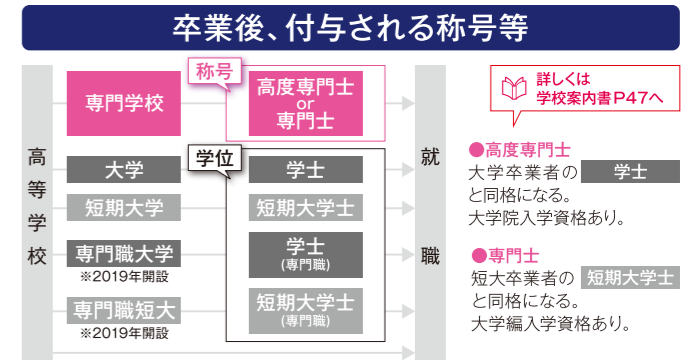 卒業後、付与される称号等
高等学校
称号
専門学校
高度専門士
or
専門士
学位
大学
学士
短期大学
短期大学士
専門職大学
※2019年開設
学士
(専門職)
専門職短大
※2019年開設
短期大学士
(専門職)
就職
詳しくは
学校案内書P47へ
●高度専門士
大学卒業者の 学士
と同格になる。
大学院入学資格あり。
●専門士
短大卒業者の 短期大学士
と同格になる。
大学編入学資格あり。